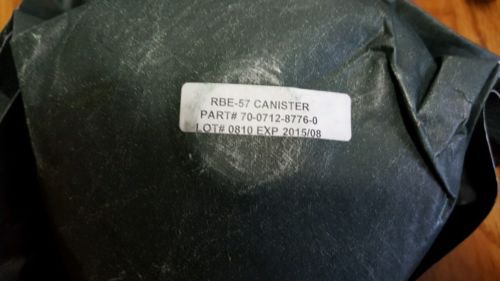 RBE-57 CANISTER
PART# 70-0712-8776-0
LOT# 0810 EXP 2015/08